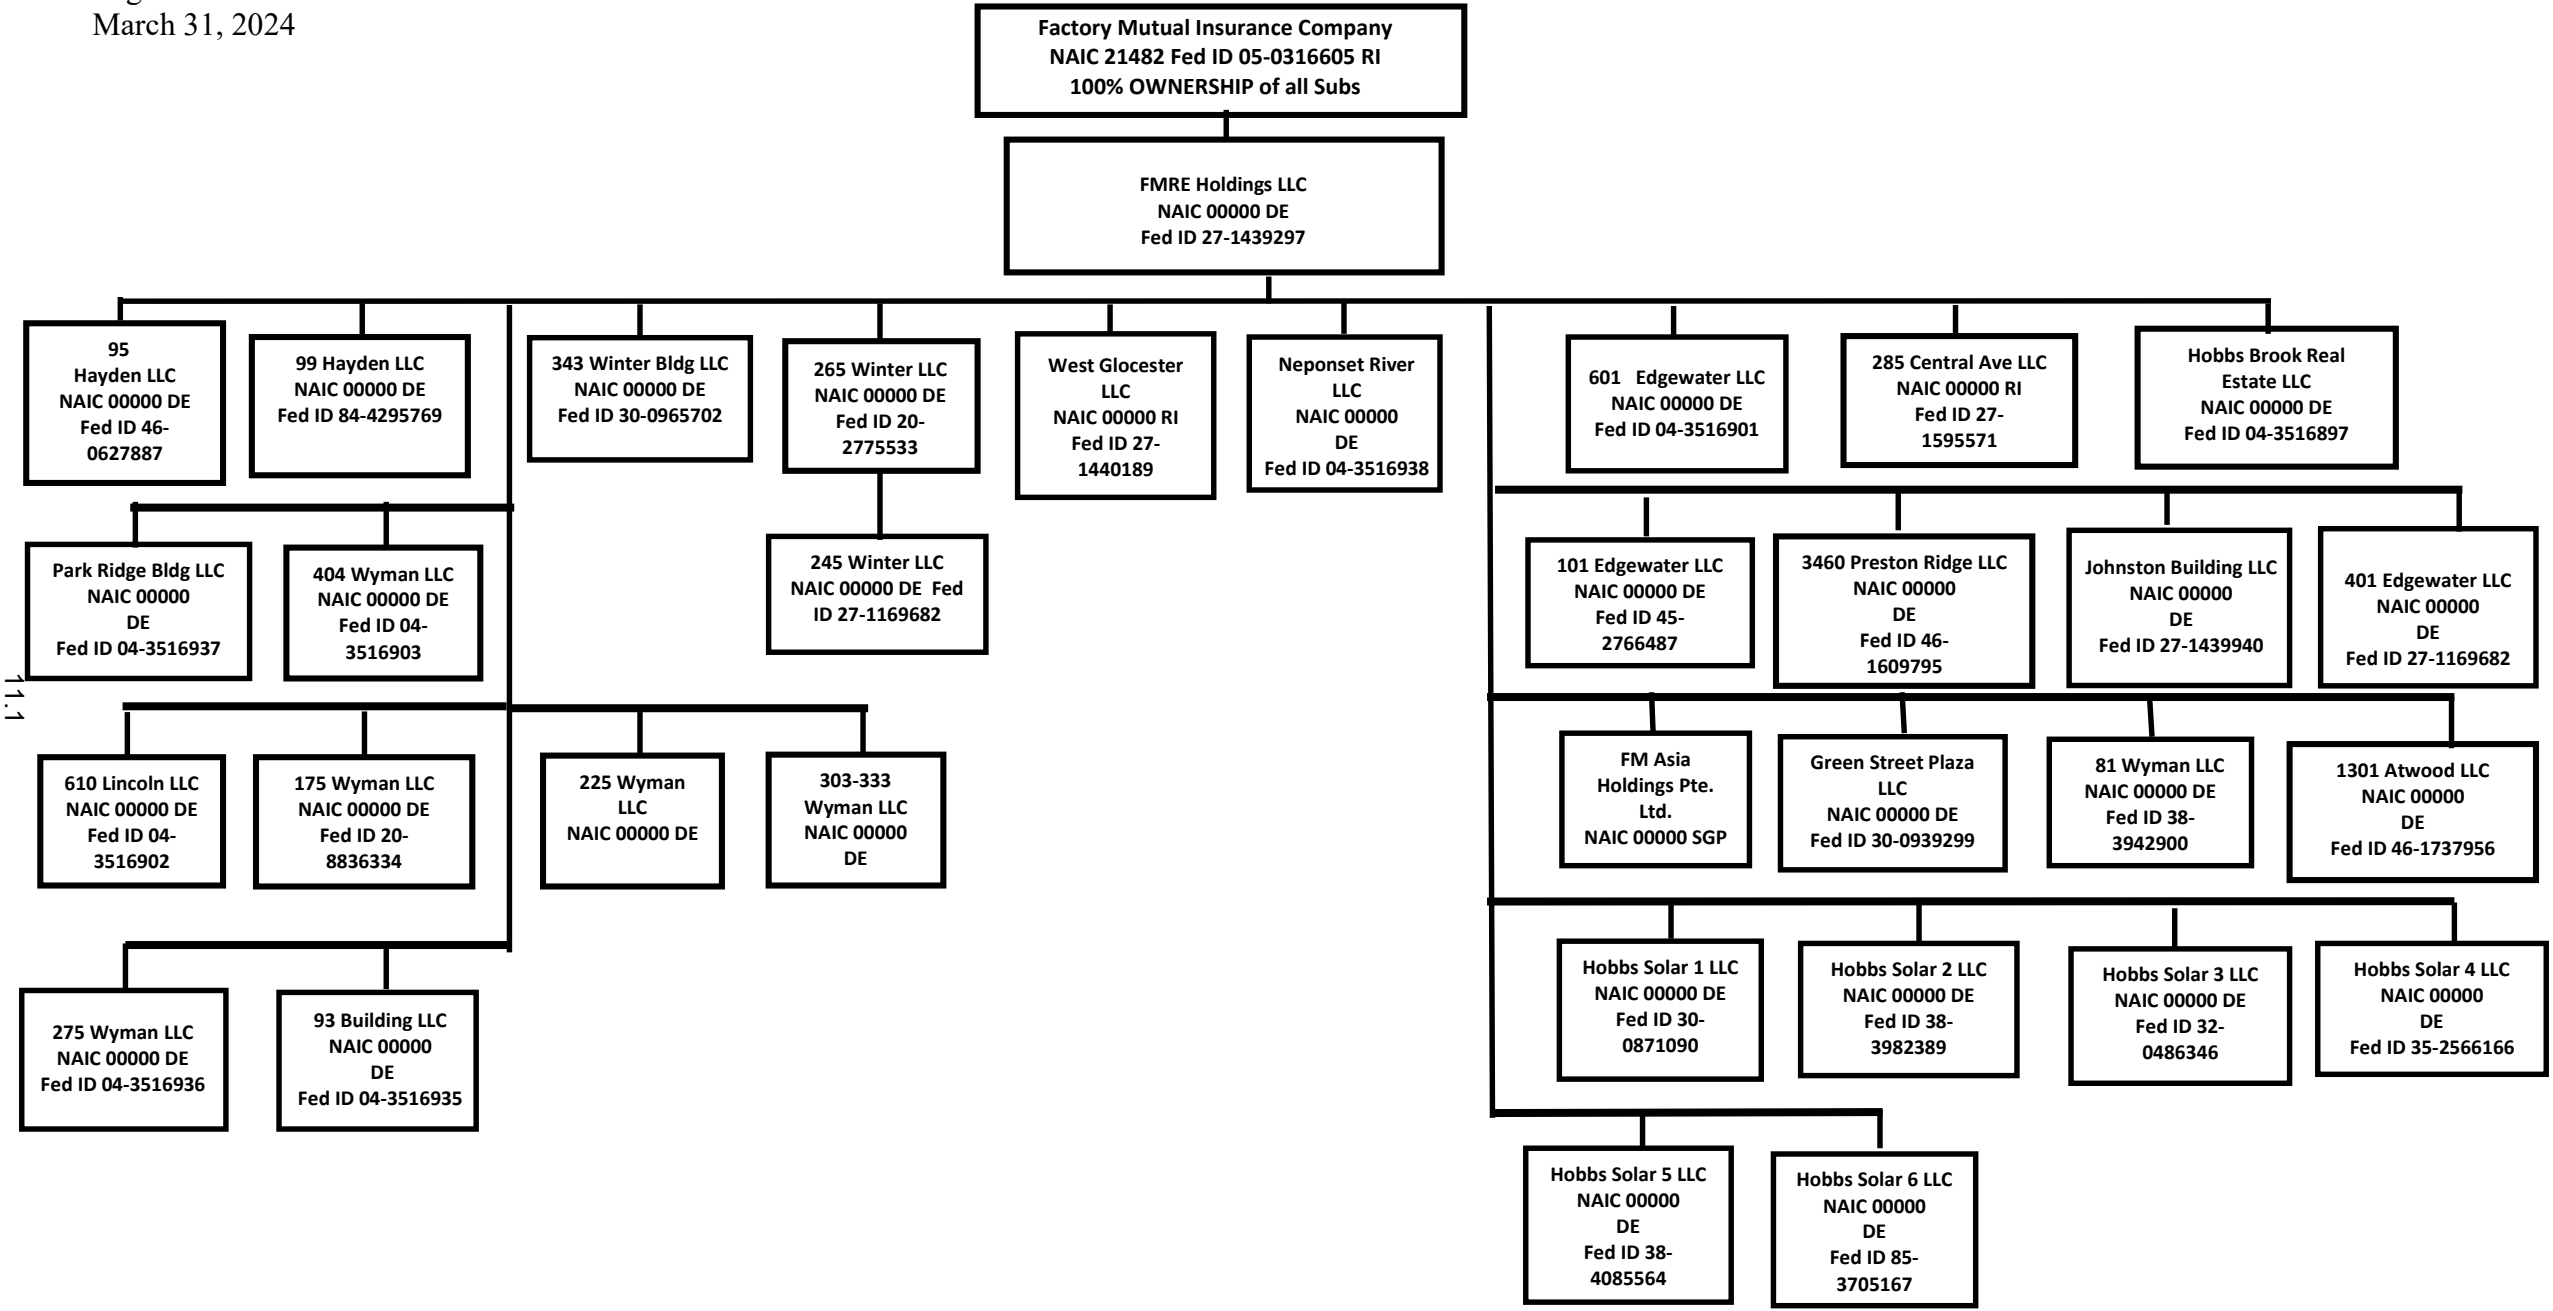 March 31, 2024
Factory Mutual Insurance Company
NAIC 21482 Fed ID 05-0316605 RI
100% OWNERSHIP of all Subs
FMRE Holdings LLC
NAIC 00000 DE
Fed ID 27-1439297
95
Hayden LLC
NAIC 00000 DE
Fed ID 46-
0627887
99 Hayden LLC
NAIC 00000 DE
Fed ID 84-4295769
343 Winter Bldg LLC
NAIC 00000 DE
Fed ID 30-0965702
265 Winter LLC
NAIC 00000 DE
Fed ID 20-
2775533
West Glocester
LLC
NAIC 00000 RI
Fed ID 27-
1440189
Neponset River
LLC
NAIC 00000
DE
Fed ID 04-3516938
601 Edgewater LLC
NAIC 00000 DE
Fed ID 04-3516901
285 Central Ave LLC
NAIC 00000 RI
Fed ID 27-
1595571
Hobbs Brook Real
Estate LLC
NAIC 00000 DE
Fed ID 04-3516897
Park Ridge Bldg LLC
NAIC 00000
DE
Fed ID 04-3516937
404 Wyman LLC
NAIC 00000 DE
Fed ID 04-
3516903
245 Winter LLC
NAIC 00000 DE Fed
ID 27-1169682
101 Edgewater LLC
NAIC 00000 DE
Fed ID 45-
2766487
3460 Preston Ridge LLC
NAIC 00000
DE
Fed ID 46-
1609795
Johnston Building LLC
NAIC 00000
DE
Fed ID 27-1439940
401 Edgewater LLC
NAIC 00000
DE
Fed ID 27-1169682
11.1
610 Lincoln LLC
NAIC 00000 DE
Fed ID 04-
3516902
175 Wyman LLC
NAIC 00000 DE
Fed ID 20-
8836334
225 Wyman
LLC
NAIC 00000 DE
303-333
Wyman LLC
NAIC 00000
DE
FM Asia
Holdings Pte.
Ltd.
NAIC 00000 SGP
Green Street Plaza
LLC
NAIC 00000 DE
Fed ID 30-0939299
81 Wyman LLC
NAIC 00000 DE
Fed ID 38-
3942900
1301 Atwood LLC
NAIC 00000
DE
Fed ID 46-1737956
275 Wyman LLC
NAIC 00000 DE
Fed ID 04-3516936
93 Building LLC
NAIC 00000
DE
Fed ID 04-3516935
Hobbs Solar 1 LLC
NAIC 00000 DE
Fed ID 30-
0871090
Hobbs Solar 2 LLC
NAIC 00000 DE
Fed ID 38-
3982389
Hobbs Solar 3 LLC
NAIC 00000 DE
Fed ID 32-
0486346
Hobbs Solar 4 LLC
NAIC 00000
DE
Fed ID 35-2566166
Hobbs Solar 5 LLC
NAIC 00000
DE
Fed ID 38-
4085564
Hobbs Solar 6 LLC
NAIC 00000
DE
Fed ID 85-
3705167